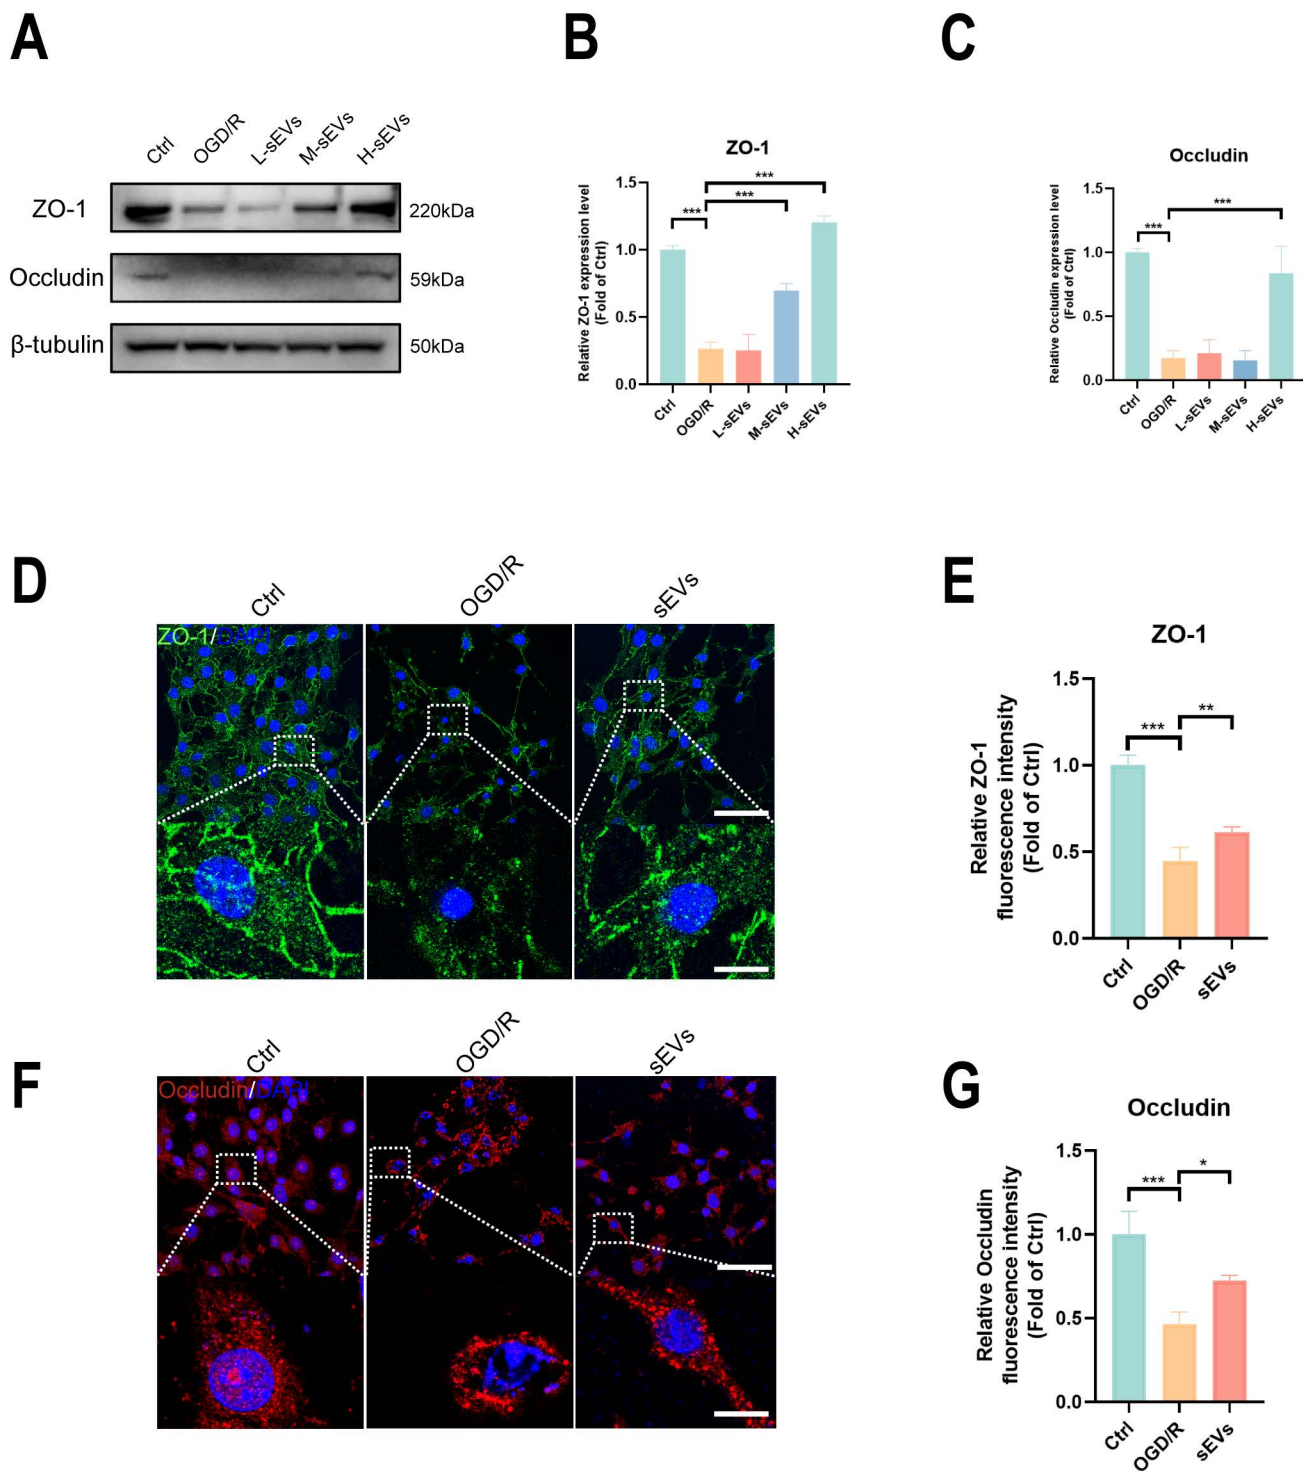 A
Ctrl
OGD/R
L-sEVs
M-sEVs
H-sEVs
ZO-1
220kDa
Occludin
59kDa
β-tubulin
50kDa
B
ZO-1
Relative ZO-1 expression level
(Fold of Ctrl)
1.5
1.0
0.5
0.0
***
***
***
Ctrl
OGD/R
L-sEVs
M-sEVs
H-sEVs
C
Occludin
Relative Occludin expression level
(Fold of Ctrl)
1.5
1.0
0.5
0.0
***
***
Ctrl
OGD/R
L-sEVs
M-sEVs
H-sEVs
D
Ctrl
OGD/R
sEVs
ZO-1/DAPI
E
ZO-1
Relative ZO-1
fluorescence intensity
(Fold of Ctrl)
1.5
1.0
0.5
0.0
***
**
Ctrl
OGD/R
sEVs
F
Ctrl
OGD/R
sEVs
Occludin/DAPI
G
Occludin
Relative Occludin
fluorescence intensity
(Fold of Ctrl)
1.5
1.0
0.5
0.0
***
*
Ctrl
OGD/R
sEVs